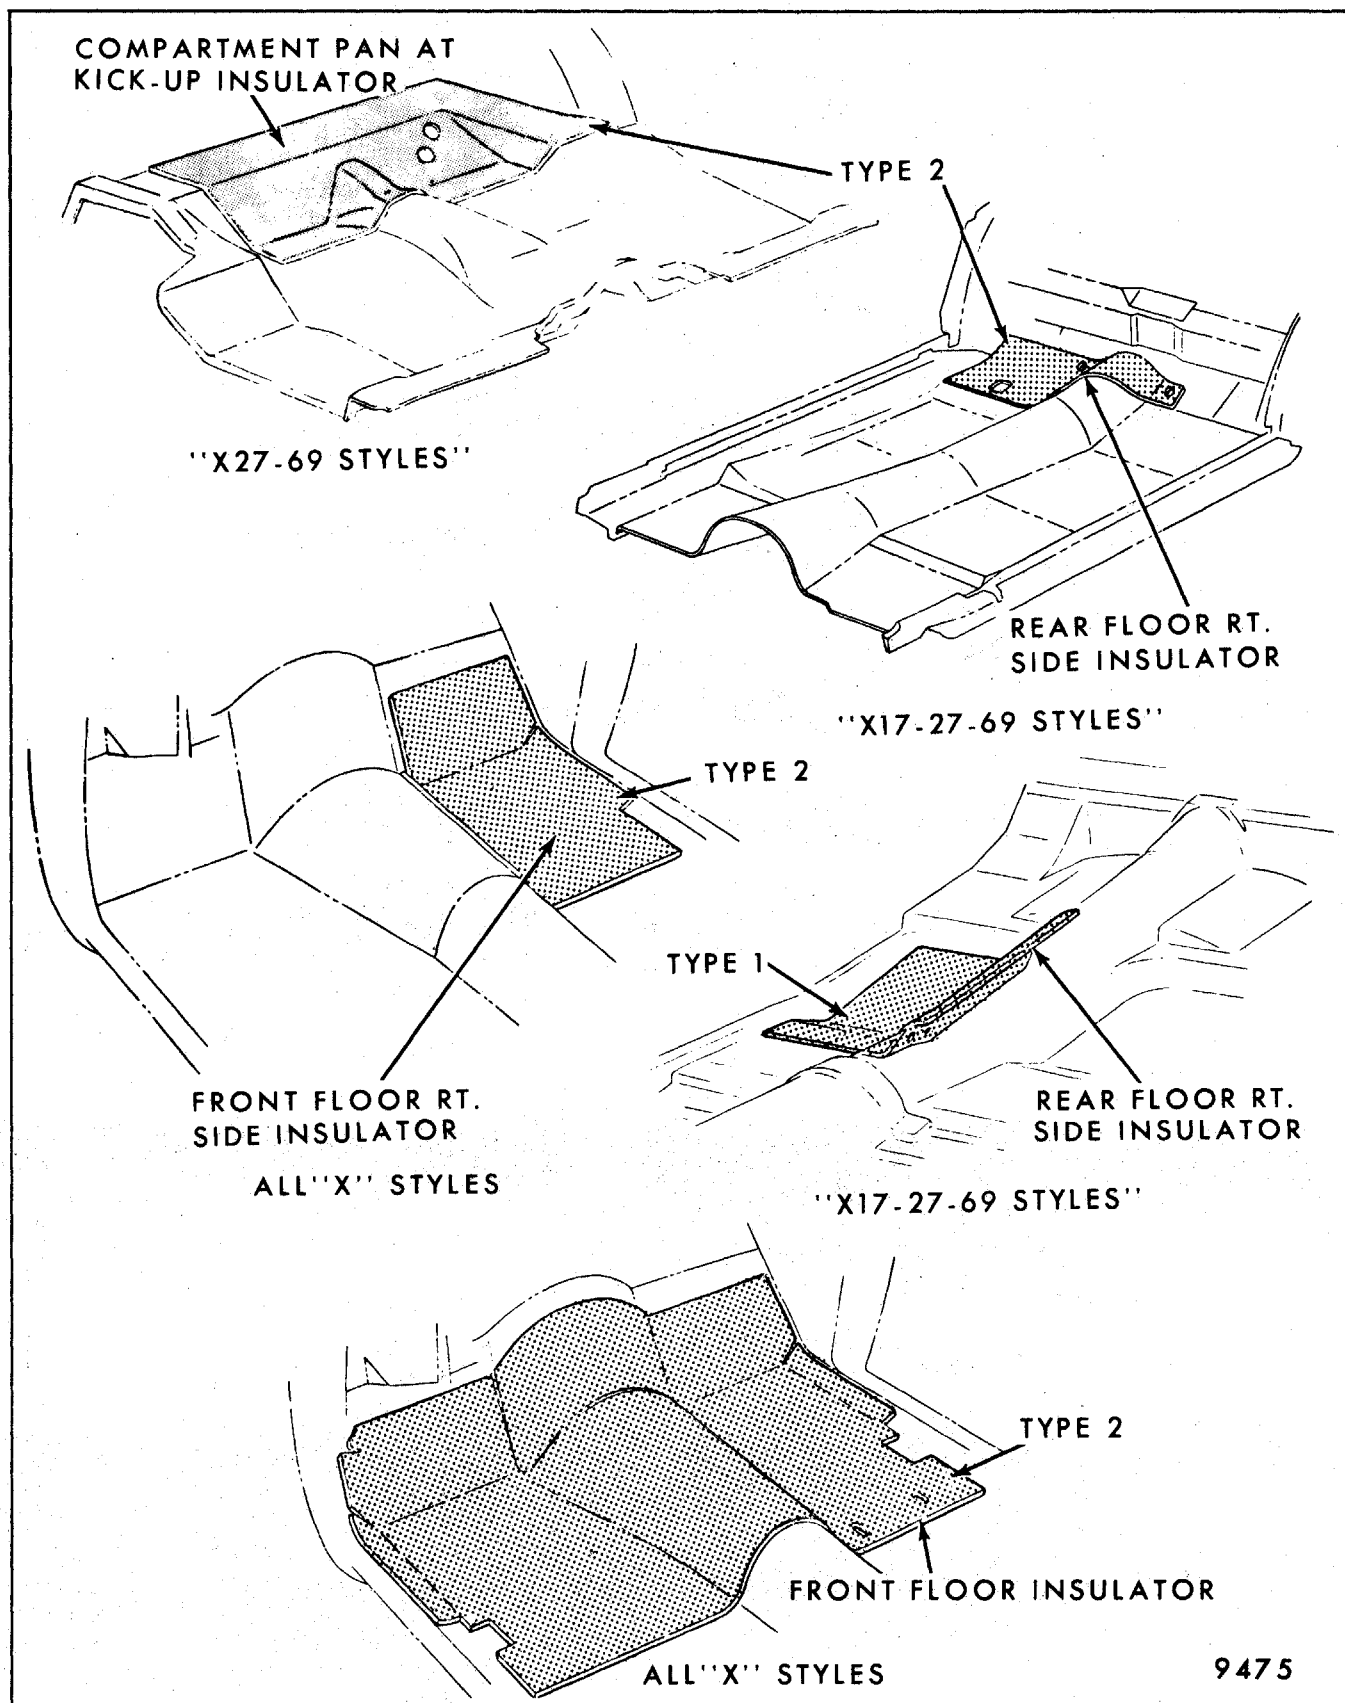 COMPARTMENT PAN AT
KICK-UP INSULATOR
TYPE 2
"X27-69 STYLES"
REAR FLOOR RT.
SIDE INSULATOR
"X17-27-69 STYLES"
TYPE 2
TYPE 1
FRONT FLOOR RT.
SIDE INSULATOR
ALL "X" STYLES
REAR FLOOR RT.
SIDE INSULATOR
"X17-27-69 STYLES"
TYPE 2
FRONT FLOOR INSULATOR
ALL "X" STYLES
9475